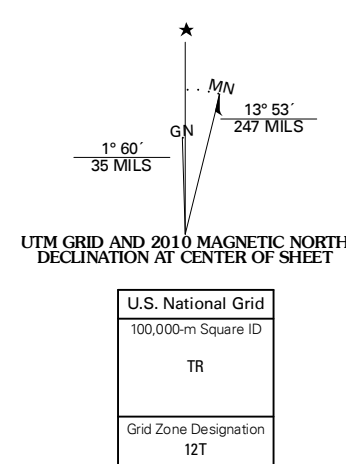 ★
MN
13° 53´
247 MILS
GN
1° 60´
35 MILS
UTM GRID AND 2010 MAGNETIC NORTH
DECLINATION AT CENTER OF SHEET
U.S. National Grid
100,000-m Square ID
TR
Grid Zone Designation
12T